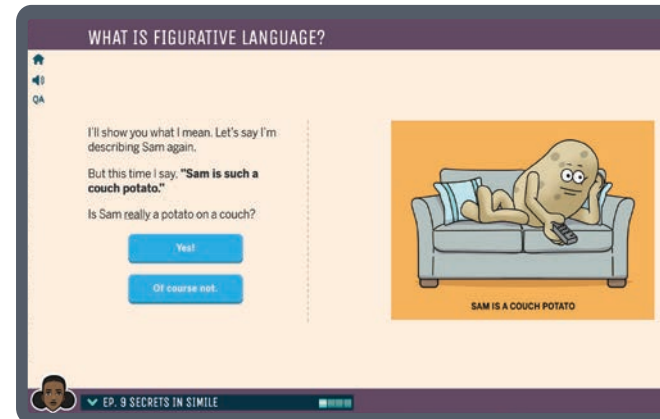 WHAT IS FIGURATIVE LANGUAGE?
QA
I'll show you what I mean. Let's say I'm
describing Sam again.
But this time I say, "Sam is such a
couch potato."
Is Sam really a potato on a couch?
Yes!
Of course not.
SAM IS A COUCH POTATO
EP. 9 SECRETS IN SIMILE